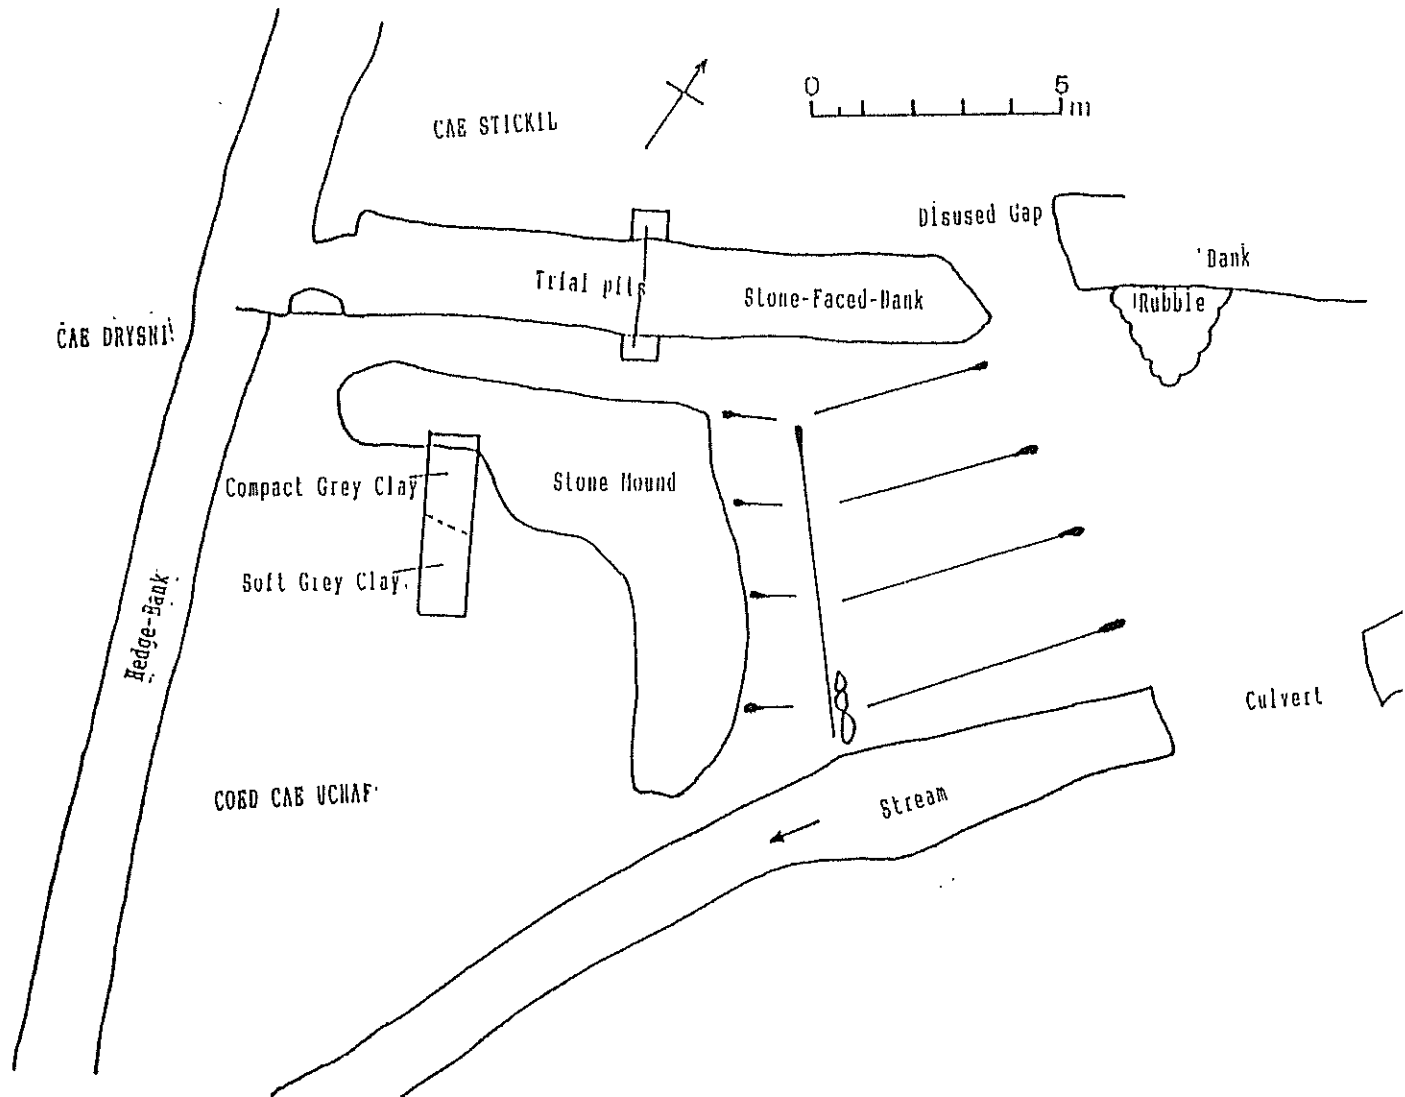 0 5
m
CAE STICKIL
Disused Gap
Bank
Trial pits
Stone-Faced-Bank
Rubble
CAE DRYSNI
Compact Grey Clay
Stone Mound
Soft Grey Clay.
Hedge-Bank
Culvert
COED CAE UCHAF
Stream